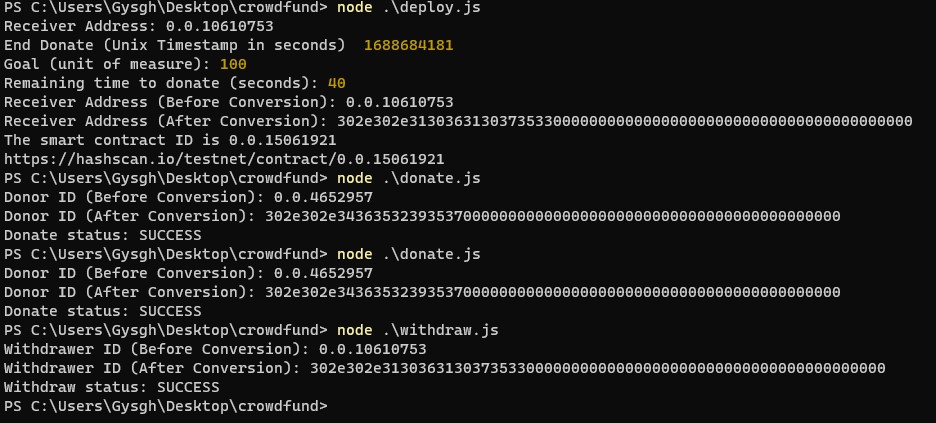 PS C:\Users\Gysgh\Desktop\crowdfund> node .\deploy.js
Receiver Address: 0.0.10610753
End Donate (Unix Timestamp in seconds)  1688684181
Goal (unit of measure): 100
Remaining time to donate (seconds): 40
Receiver Address (Before Conversion): 0.0.10610753
Receiver Address (After Conversion): 302e302e3130363130373533000000000000000000000000000000000000000
The smart contract ID is 0.0.15061921
https://hashscan.io/testnet/contract/0.0.15061921
PS C:\Users\Gysgh\Desktop\crowdfund> node .\donate.js
Donor ID (Before Conversion): 0.0.4652957
Donor ID (After Conversion): 302e302e34363532393537000000000000000000000000000000000000000000
Donate status: SUCCESS
PS C:\Users\Gysgh\Desktop\crowdfund> node .\donate.js
Donor ID (Before Conversion): 0.0.4652957
Donor ID (After Conversion): 302e302e34363532393537000000000000000000000000000000000000000000
Donate status: SUCCESS
PS C:\Users\Gysgh\Desktop\crowdfund> node .\withdraw.js
Withdrawer ID (Before Conversion): 0.0.10610753
Withdrawer ID (After Conversion): 302e302e3130363130373533000000000000000000000000000000000000000
Withdraw status: SUCCESS
PS C:\Users\Gysgh\Desktop\crowdfund>